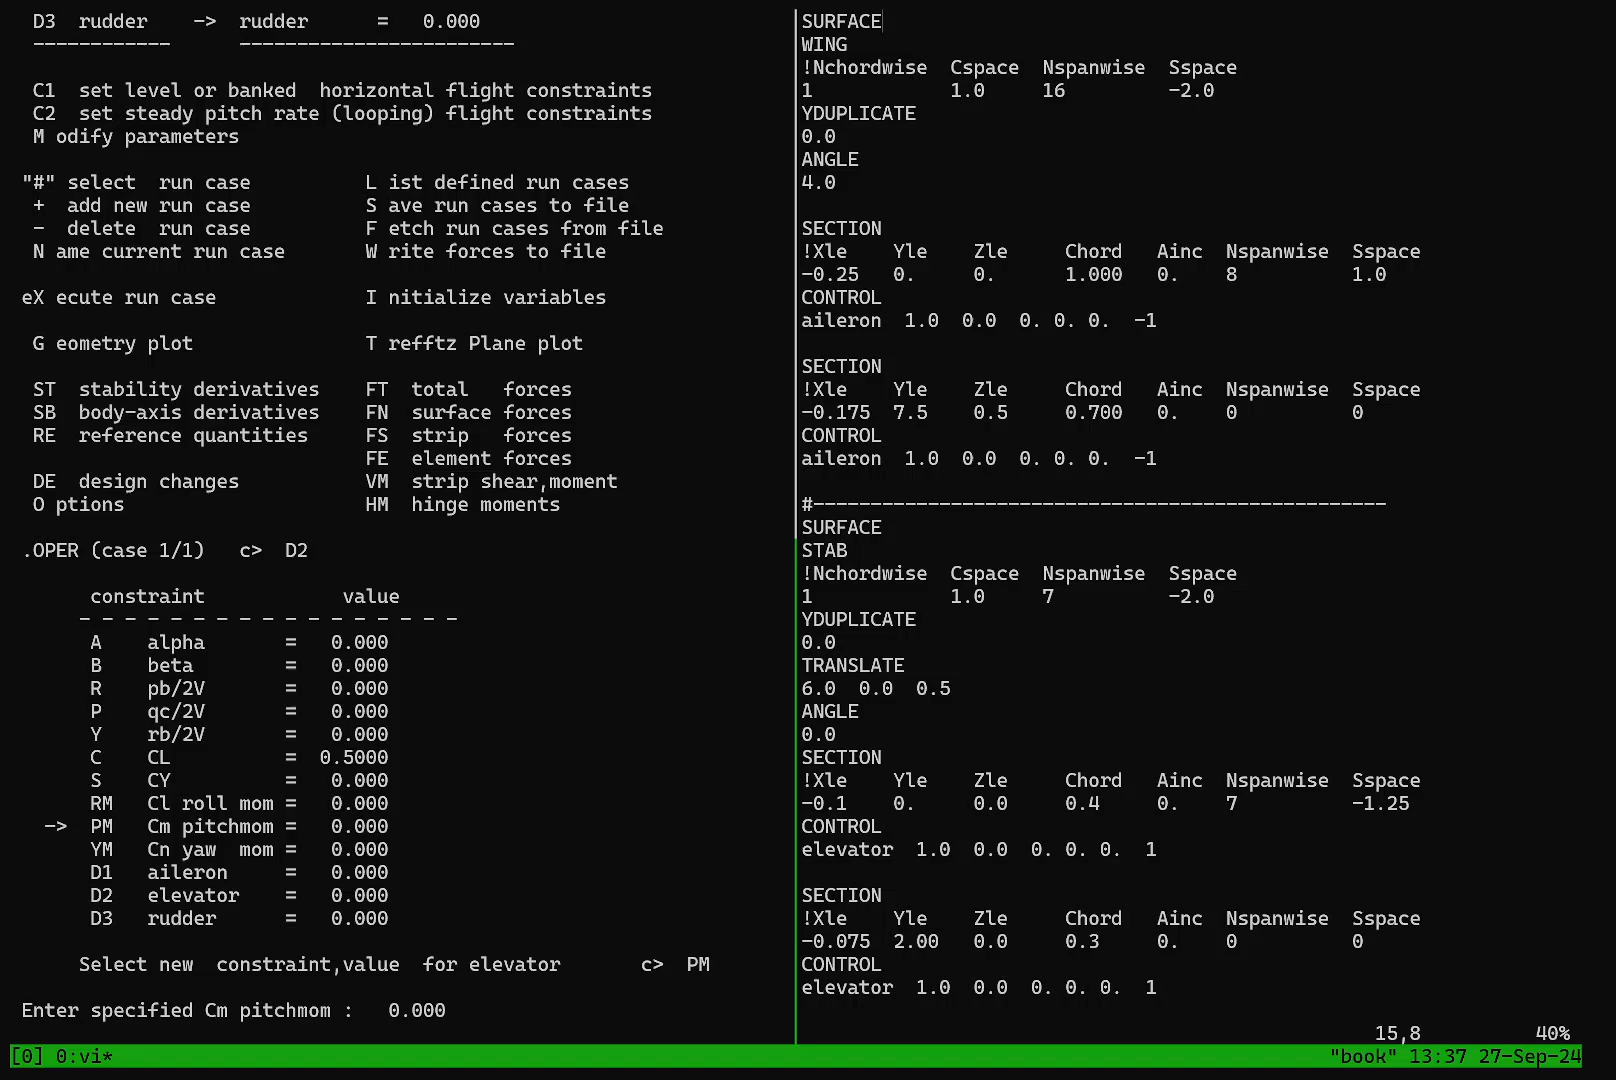 D3  rudder    ->  rudder      =   0.000
------------      ------------------------
C1  set level or banked  horizontal flight constraints
C2  set steady pitch rate (looping) flight constraints
M odify parameters
"#" select  run case          L ist defined run cases
+  add new run case          S ave run cases to file
-  delete  run case          F etch run cases from file
N ame current run case       W rite forces to file
eX ecute run case             I nitialize variables
G eometry plot               T refftz Plane plot
ST  stability derivatives    FT  total   forces
SB  body-axis derivatives    FN  surface forces
RE  reference quantities     FS  strip   forces
FE  element forces
DE  design changes           VM  strip shear,moment
O ptions                     HM  hinge moments
.OPER (case 1/1)   c>  D2
constraint            value
- - - - - - - - - - - - - - - - -
A    alpha       =   0.000
B    beta        =   0.000
R    pb/2V       =   0.000
P    qc/2V       =   0.000
Y    rb/2V       =   0.000
C    CL          =  0.5000
S    CY          =   0.000
RM   Cl roll mom =   0.000
->  PM   Cm pitchmom =   0.000
YM   Cn yaw  mom =   0.000
D1   aileron     =   0.000
D2   elevator    =   0.000
D3   rudder      =   0.000
Select new  constraint,value  for elevator       c>  PM
Enter specified Cm pitchmom :   0.000
SURFACE
WING
!Nchordwise  Cspace  Nspanwise  Sspace
1            1.0     16         -2.0
YDUPLICATE
0.0
ANGLE
4.0
SECTION
!Xle    Yle    Zle     Chord   Ainc  Nspanwise  Sspace
-0.25   0.     0.      1.000   0.    8          1.0
CONTROL
aileron  1.0  0.0  0. 0. 0.  -1
SECTION
!Xle    Yle    Zle     Chord   Ainc  Nspanwise  Sspace
-0.175  7.5    0.5     0.700   0.    0          0
CONTROL
aileron  1.0  0.0  0. 0. 0.  -1
#--------------------------------------------------
SURFACE
STAB
!Nchordwise  Cspace  Nspanwise  Sspace
1            1.0     7          -2.0
YDUPLICATE
0.0
TRANSLATE
6.0  0.0  0.5
ANGLE
0.0
SECTION
!Xle    Yle    Zle     Chord   Ainc  Nspanwise  Sspace
-0.1    0.     0.0     0.4     0.    7          -1.25
CONTROL
elevator  1.0  0.0  0. 0. 0.  1
SECTION
!Xle    Yle    Zle     Chord   Ainc  Nspanwise  Sspace
-0.075  2.00   0.0     0.3     0.    0          0
CONTROL
elevator  1.0  0.0  0. 0. 0.  1
15,8          40%
[0] 0:vi*          "book" 13:37 27-Sep-24